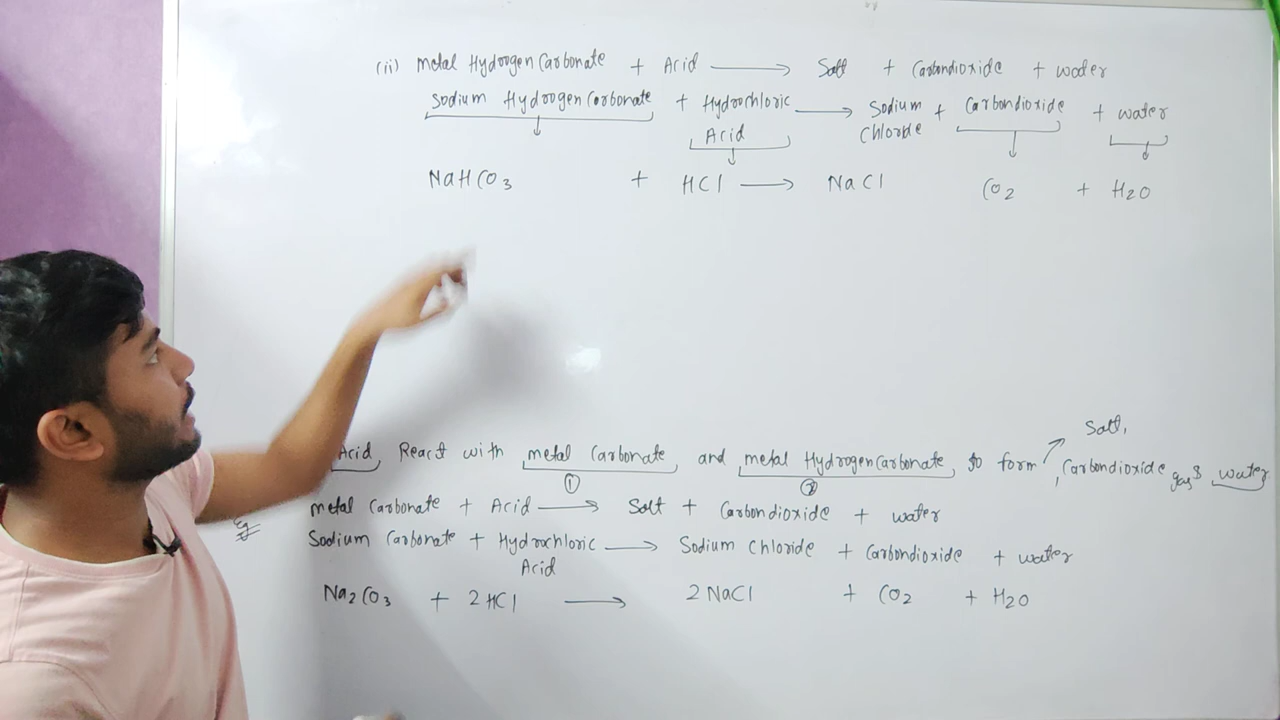 (ii) Metal Hydrogen Carbonate + Acid → Salt + Carbondioxide + water
Sodium Hydrogen Carbonate + Hydrochloric → Sodium + Carbondioxide + water
Acid Chloride
NaHCO3 + HCl → NaCl CO2 + H2O
Salt,
Acid React with metal Carbonate and metal Hydrogen Carbonate to form , Carbondioxide gas & water
① ②
Eg metal Carbonate + Acid → Salt + Carbondioxide + water
Sodium Carbonate + Hydrochloric → Sodium Chloride + Carbondioxide + water
Acid
Na2CO3 + 2HCl → 2NaCl + CO2 + H2O